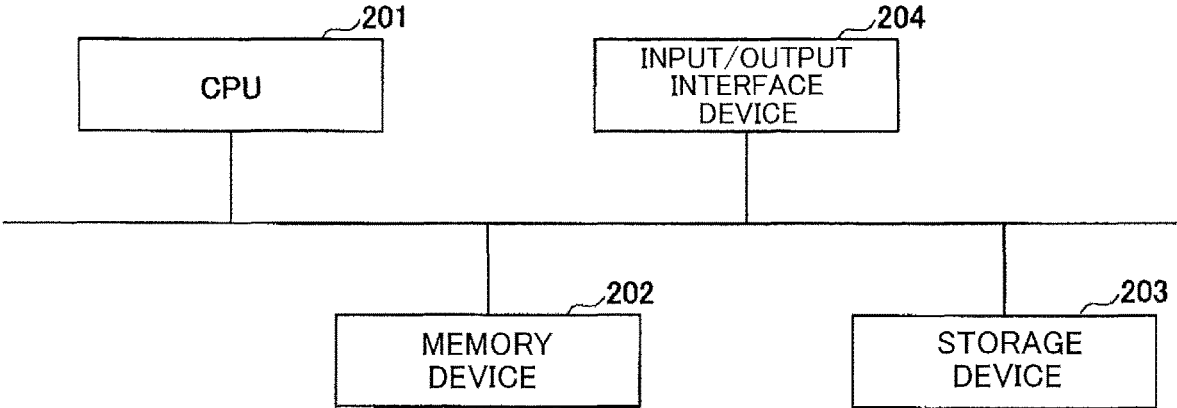 201
CPU
204
INPUT/OUTPUT
INTERFACE
DEVICE
202
MEMORY
DEVICE
203
STORAGE
DEVICE